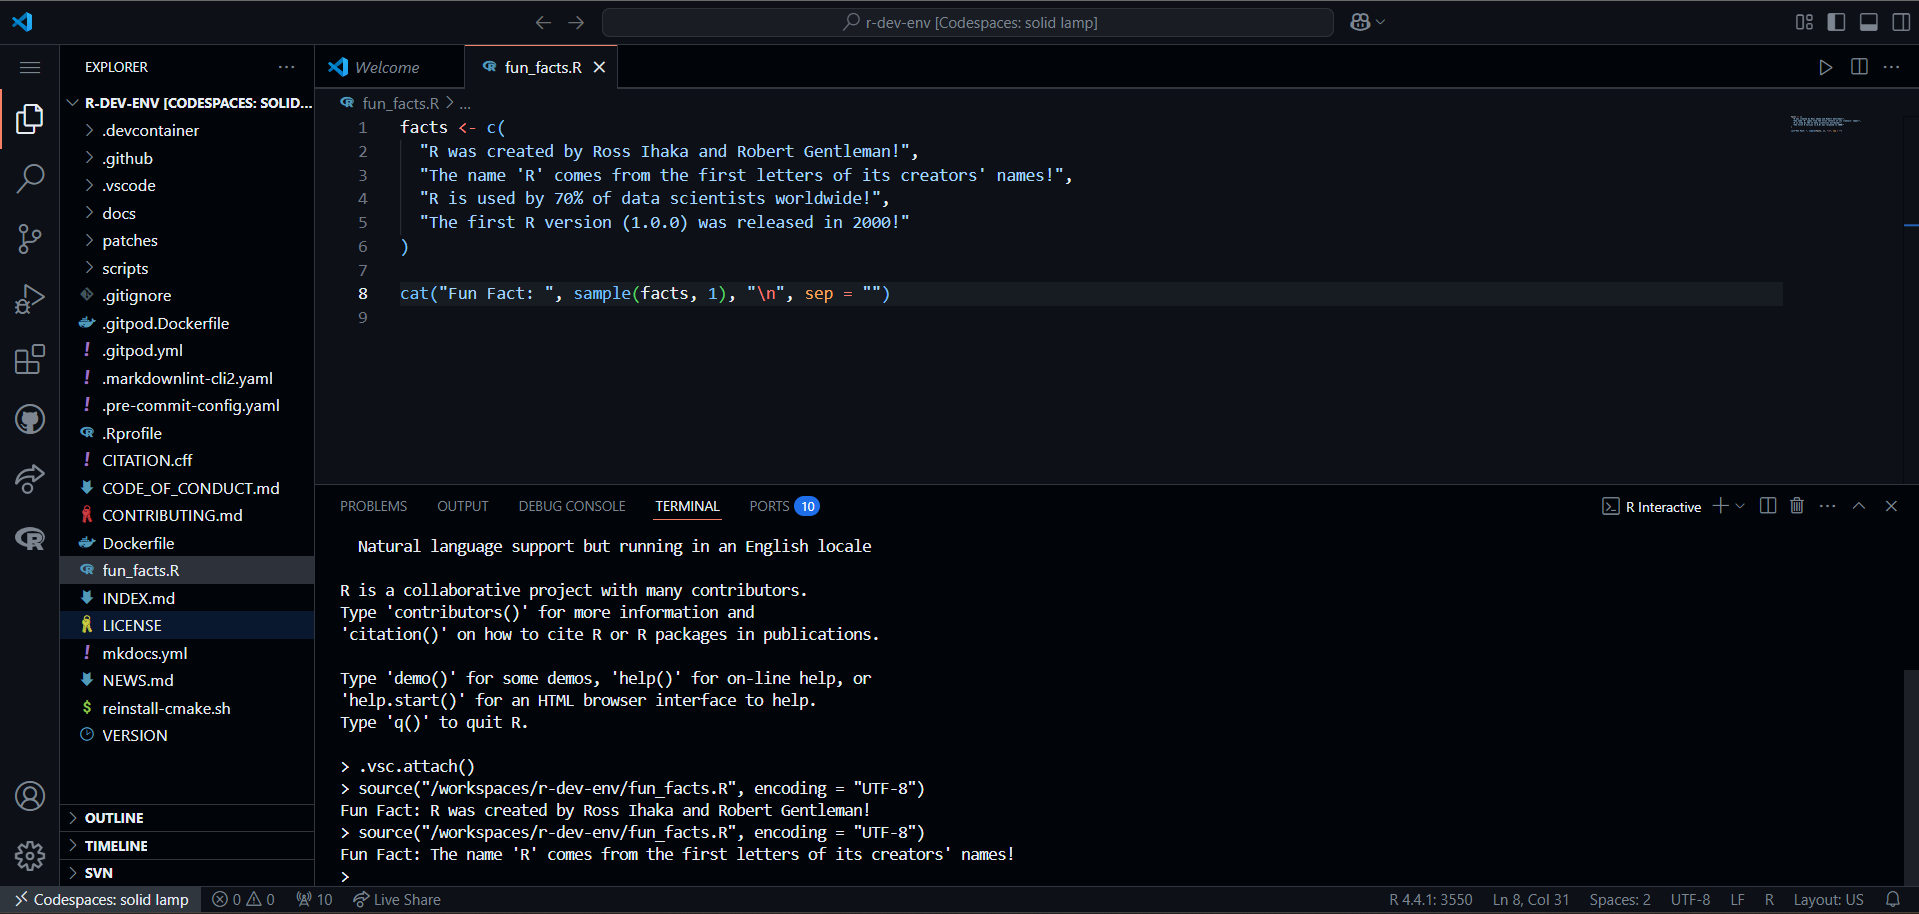 r-dev-env [Codespaces: solid lamp]
EXPLORER
R-DEV-ENV [CODESPACES: SOLID...
.devcontainer
.github
.vscode
docs
patches
scripts
.gitignore
.gitpod.Dockerfile
.gitpod.yml
.markdownlint-cli2.yaml
.pre-commit-config.yaml
.Rprofile
CITATION.cff
CODE_OF_CONDUCT.md
CONTRIBUTING.md
Dockerfile
fun_facts.R
INDEX.md
LICENSE
mkdocs.yml
NEWS.md
reinstall-cmake.sh
VERSION
OUTLINE
TIMELINE
SVN
Welcome
fun_facts.R
fun_facts.R > ...
1 facts <- c(
2 "R was created by Ross Ihaka and Robert Gentleman!",
3 "The name 'R' comes from the first letters of its creators' names!",
4 "R is used by 70% of data scientists worldwide!",
5 "The first R version (1.0.0) was released in 2000!"
6 )
7
8 cat("Fun Fact: ", sample(facts, 1), "\n", sep = "")
9
PROBLEMS OUTPUT DEBUG CONSOLE TERMINAL PORTS 10
R Interactive
Natural language support but running in an English locale
R is a collaborative project with many contributors.
Type 'contributors()' for more information and
'citation()' on how to cite R or R packages in publications.
Type 'demo()' for some demos, 'help()' for on-line help, or
'help.start()' for an HTML browser interface to help.
Type 'q()' to quit R.
> .vsc.attach()
> source("/workspaces/r-dev-env/fun_facts.R", encoding = "UTF-8")
Fun Fact: R was created by Ross Ihaka and Robert Gentleman!
> source("/workspaces/r-dev-env/fun_facts.R", encoding = "UTF-8")
Fun Fact: The name 'R' comes from the first letters of its creators' names!
>
Codespaces: solid lamp 0 0 10 Live Share
R 4.4.1: 3550 Ln 8, Col 31 Spaces: 2 UTF-8 LF R Layout: US